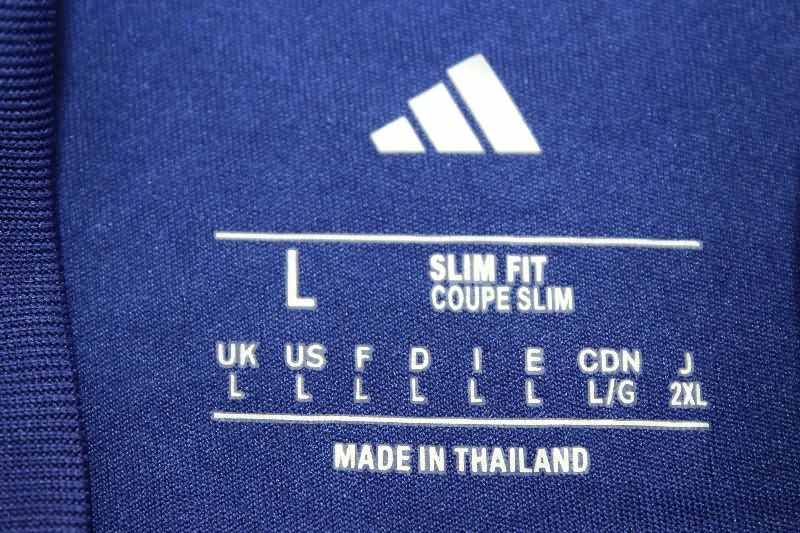 L SLIM FIT
COUPE SLIM
UK US F D I E CDN J
L L L L L L L/G 2XL
MADE IN THAILAND